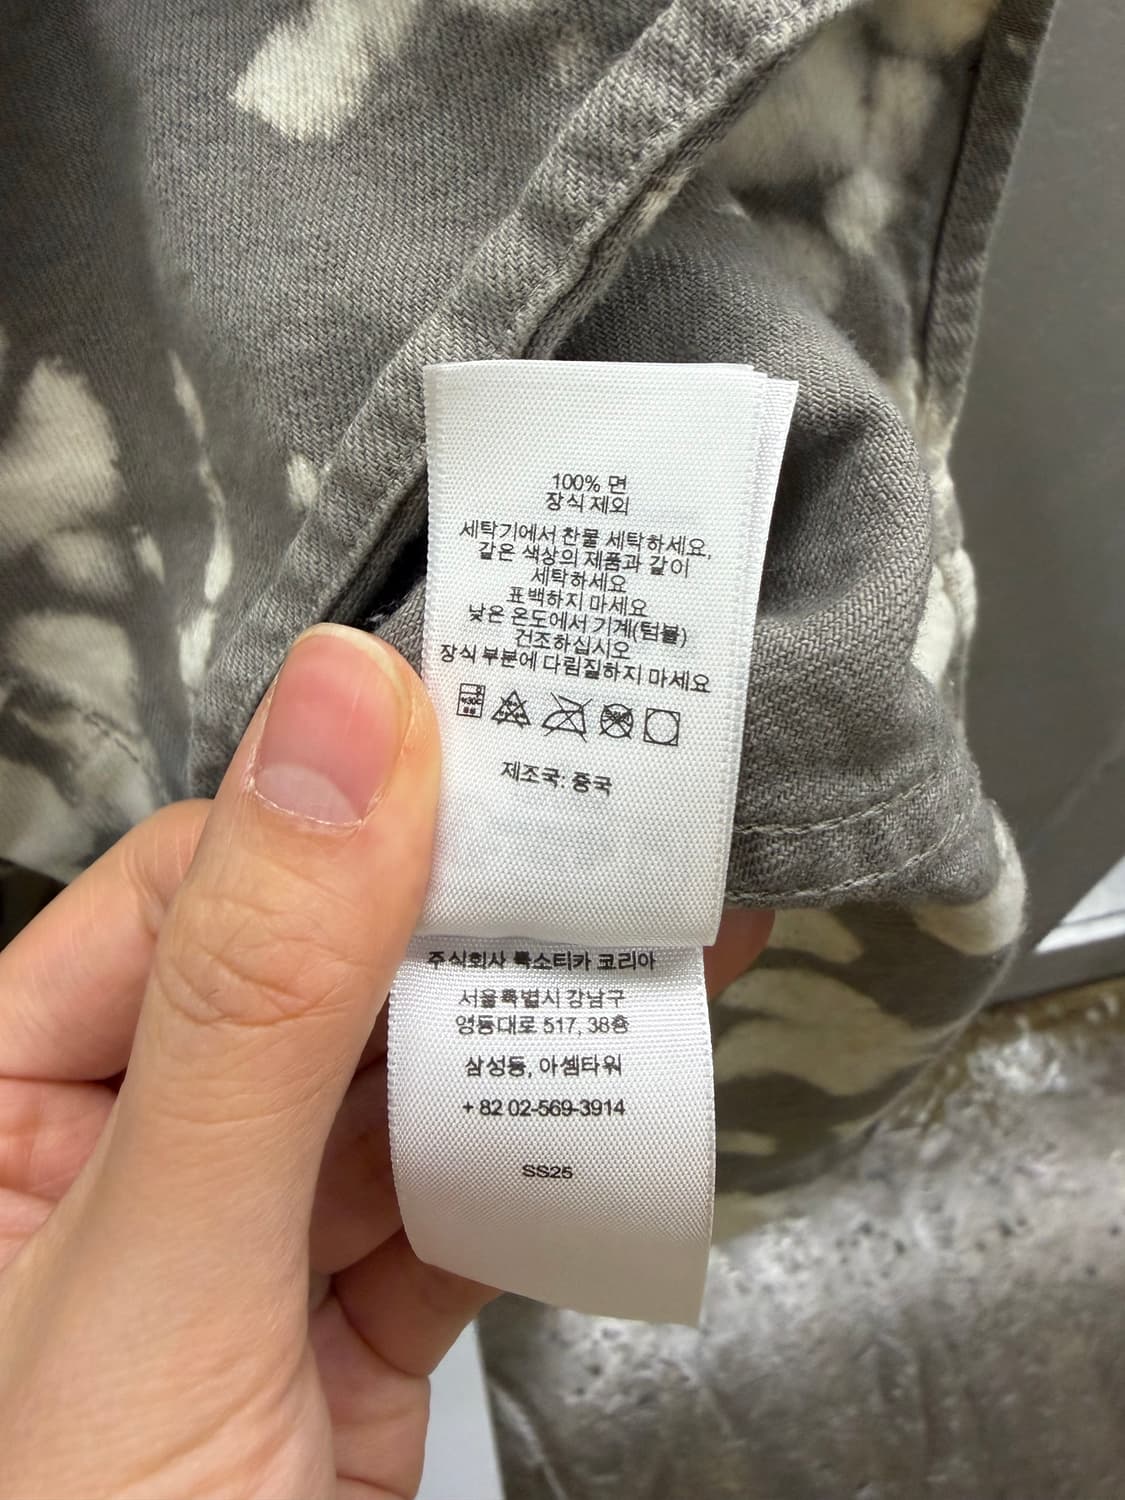 100% 면
장식 제외
세탁기에서 찬물 세탁하세요,
같은 색상의 제품과 같이
세탁하세요
표백하지 마세요
낮은 온도에서 기계(텀블)
건조하십시오
장식 부분에 다림질하지 마세요
제조국: 중국
주식회사 룩소티카 코리아
서울특별시 강남구
영동대로 517, 38층
삼성동, 아셈타워
+ 82 02-569-3914
SS25